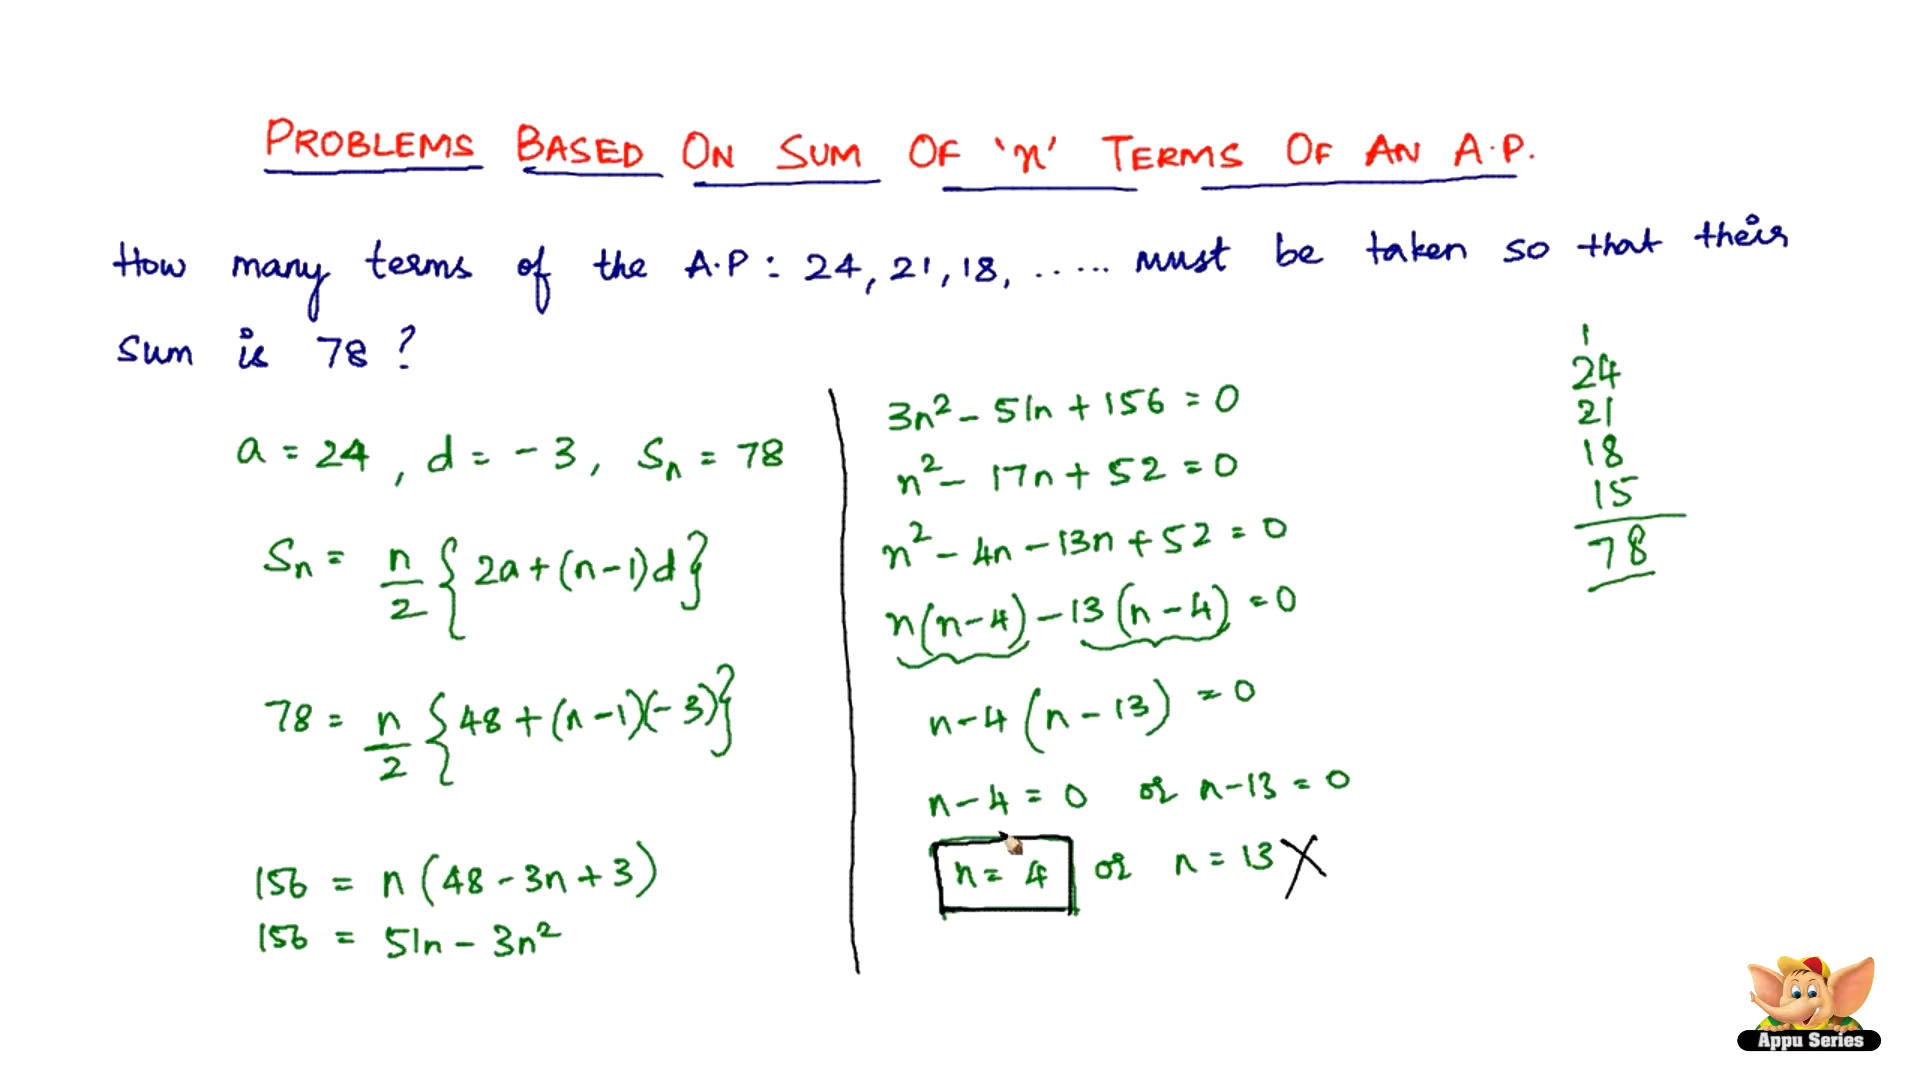 PROBLEMS BASED ON SUM OF 'n' TERMS OF AN A.P.
How many terms of the A.P : 24, 21, 18, ..... must be taken so that their
sum is 78 ?
a = 24 , d = - 3 , Sn = 78
Sn = n/2 { 2a + (n-1) d }
78 = n/2 { 48 + (n-1)(-3) }
156 = n (48 - 3n + 3)
156 = 51n - 3n²
3n² - 51n + 156 = 0
n² - 17n + 52 = 0
n² - 4n - 13n + 52 = 0
n(n-4) - 13 (n-4) = 0
n-4 (n-13) = 0
n-4 = 0 or n-13 = 0
n = 4 or n = 13 X
1
24
21
18
15
78
Appu Series